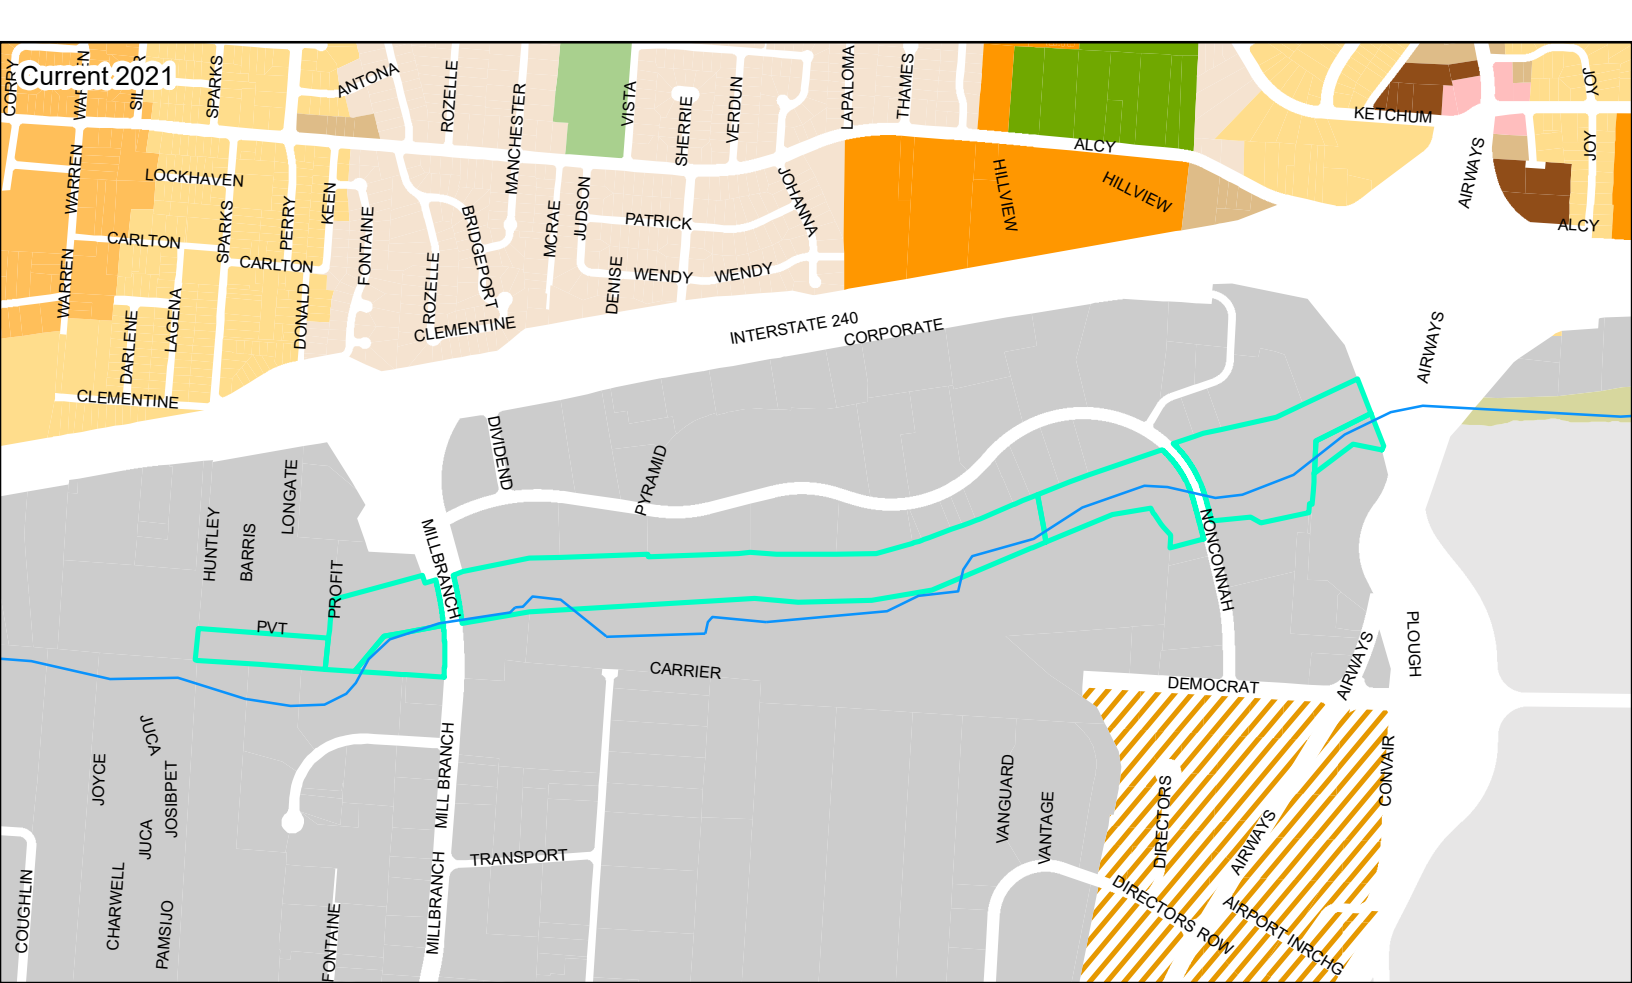 Current 2021
CORRY
WARREN
SPARKS
ANTONA
ROZELLE
MANCHESTER
VISTA
SHERRIE
VERDUN
LAPALOMA
THAMES
ALCY
KETCHUM
AIRWAYS
JOY
JOY
WARREN
LOCKHAVEN
SPARKS
PERRY
KEEN
FONTAINE
BRIDGEPORT
MCRAE
JUDSON
PATRICK
JOHANNA
HILLVIEW
HILLVIEW
ALCY
CARLTON
CARLTON
WARREN
ROZELLE
DENISE
WENDY
WENDY
DARLENE
LAGENA
DONALD
CLEMENTINE
INTERSTATE 240
CORPORATE
AIRWAYS
CLEMENTINE
DIVIDEND
PYRAMID
LONGATE
HUNTLEY
BARRIS
PROFIT
MILLBRANCH
NONCONNAH
PVT
CARRIER
DEMOCRAT
AIRWAYS
PLOUGH
JUCA
JOYCE
JOSIBPET
JUCA
MILL BRANCH
VANGUARD
VANTAGE
DIRECTORS
AIRWAYS
CONVAIR
TRANSPORT
COUGHLIN
CHARWELL
PAMSIJO
FONTAINE
MILLBRANCH
DIRECTORS ROW
AIRPORT INRCHG